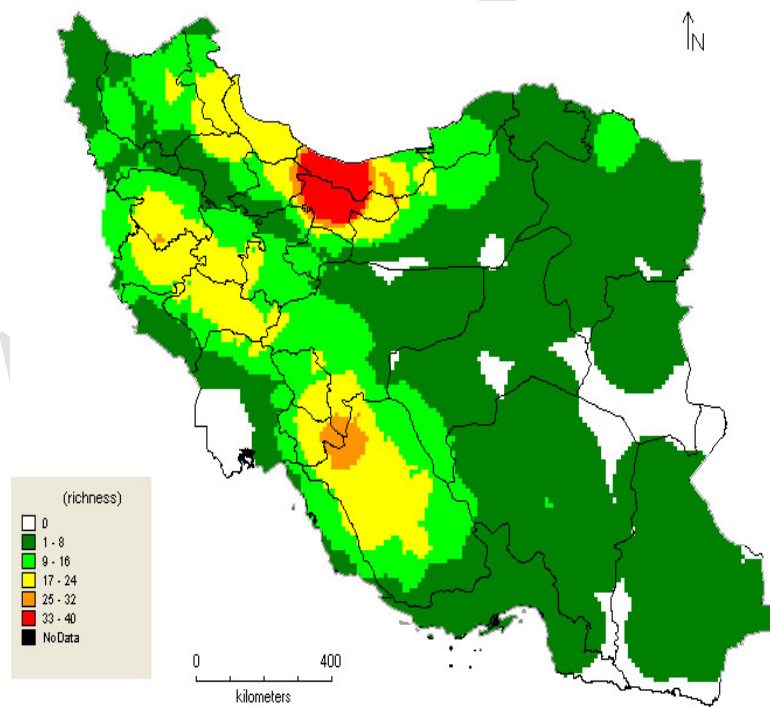 N
(richness)
0
1 - 8
9 - 16
17 - 24
25 - 32
33 - 40
NoData
0 400
kilometers